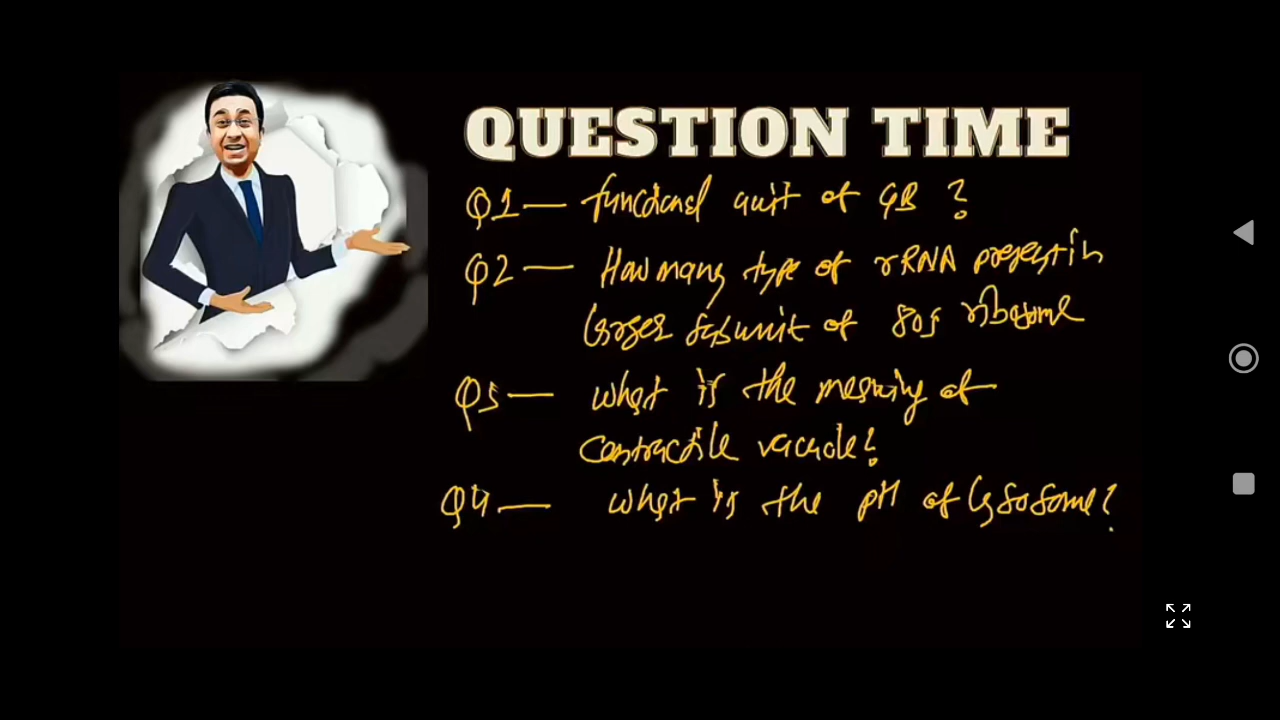 QUESTION TIME
Q1 — functional unit of GB ?
Q2 — How many type of rRNA present in
larger subunit of 80s ribosome
Q3 — what is the meaning of
contractile vacuole?
Q4 — what is the pH of lysosome?